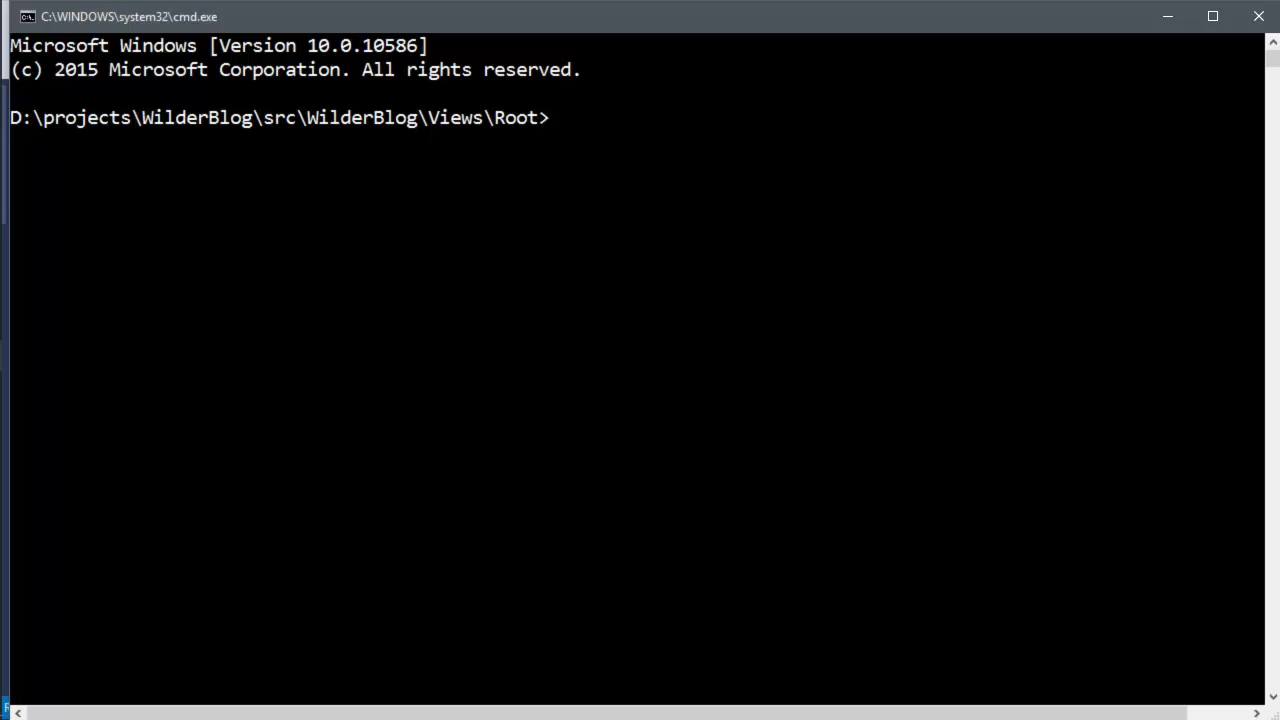 C:\WINDOWS\system32\cmd.exe
Microsoft Windows [Version 10.0.10586]
(c) 2015 Microsoft Corporation. All rights reserved.
D:\projects\WilderBlog\src\WilderBlog\Views\Root>